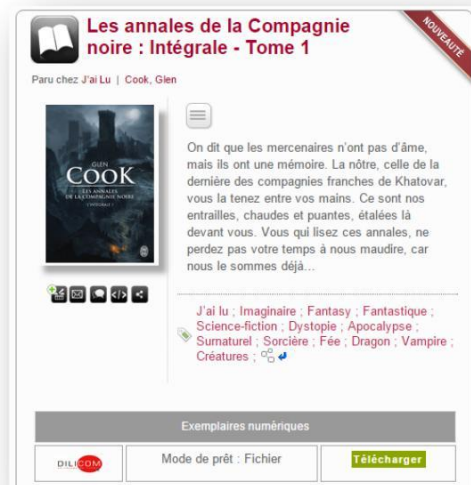 Les annales de la Compagnie
noire : Intégrale - Tome 1
NOUVEAUTÉ
Paru chez J'ai Lu | Cook, Glen
GLEN
COOK
LES ANNALES
DE LA COMPAGNIE NOIRE
L'INTÉGRALE 1
On dit que les mercenaires n'ont pas d'âme,
mais ils ont une mémoire. La nôtre, celle de la
dernière des compagnies franches de Khatovar,
vous la tenez entre vos mains. Ce sont nos
entrailles, chaudes et puantes, étalées là
devant vous. Vous qui lisez ces annales, ne
perdez pas votre temps à nous maudire, car
nous le sommes déjà...
J'ai lu ; Imaginaire ; Fantasy ; Fantastique ;
Science-fiction ; Dystopie ; Apocalypse ;
Surnaturel ; Sorcière ; Fée ; Dragon ; Vampire ;
Créatures ;
Exemplaires numériques
DILICOM
Mode de prêt : Fichier
Télécharger